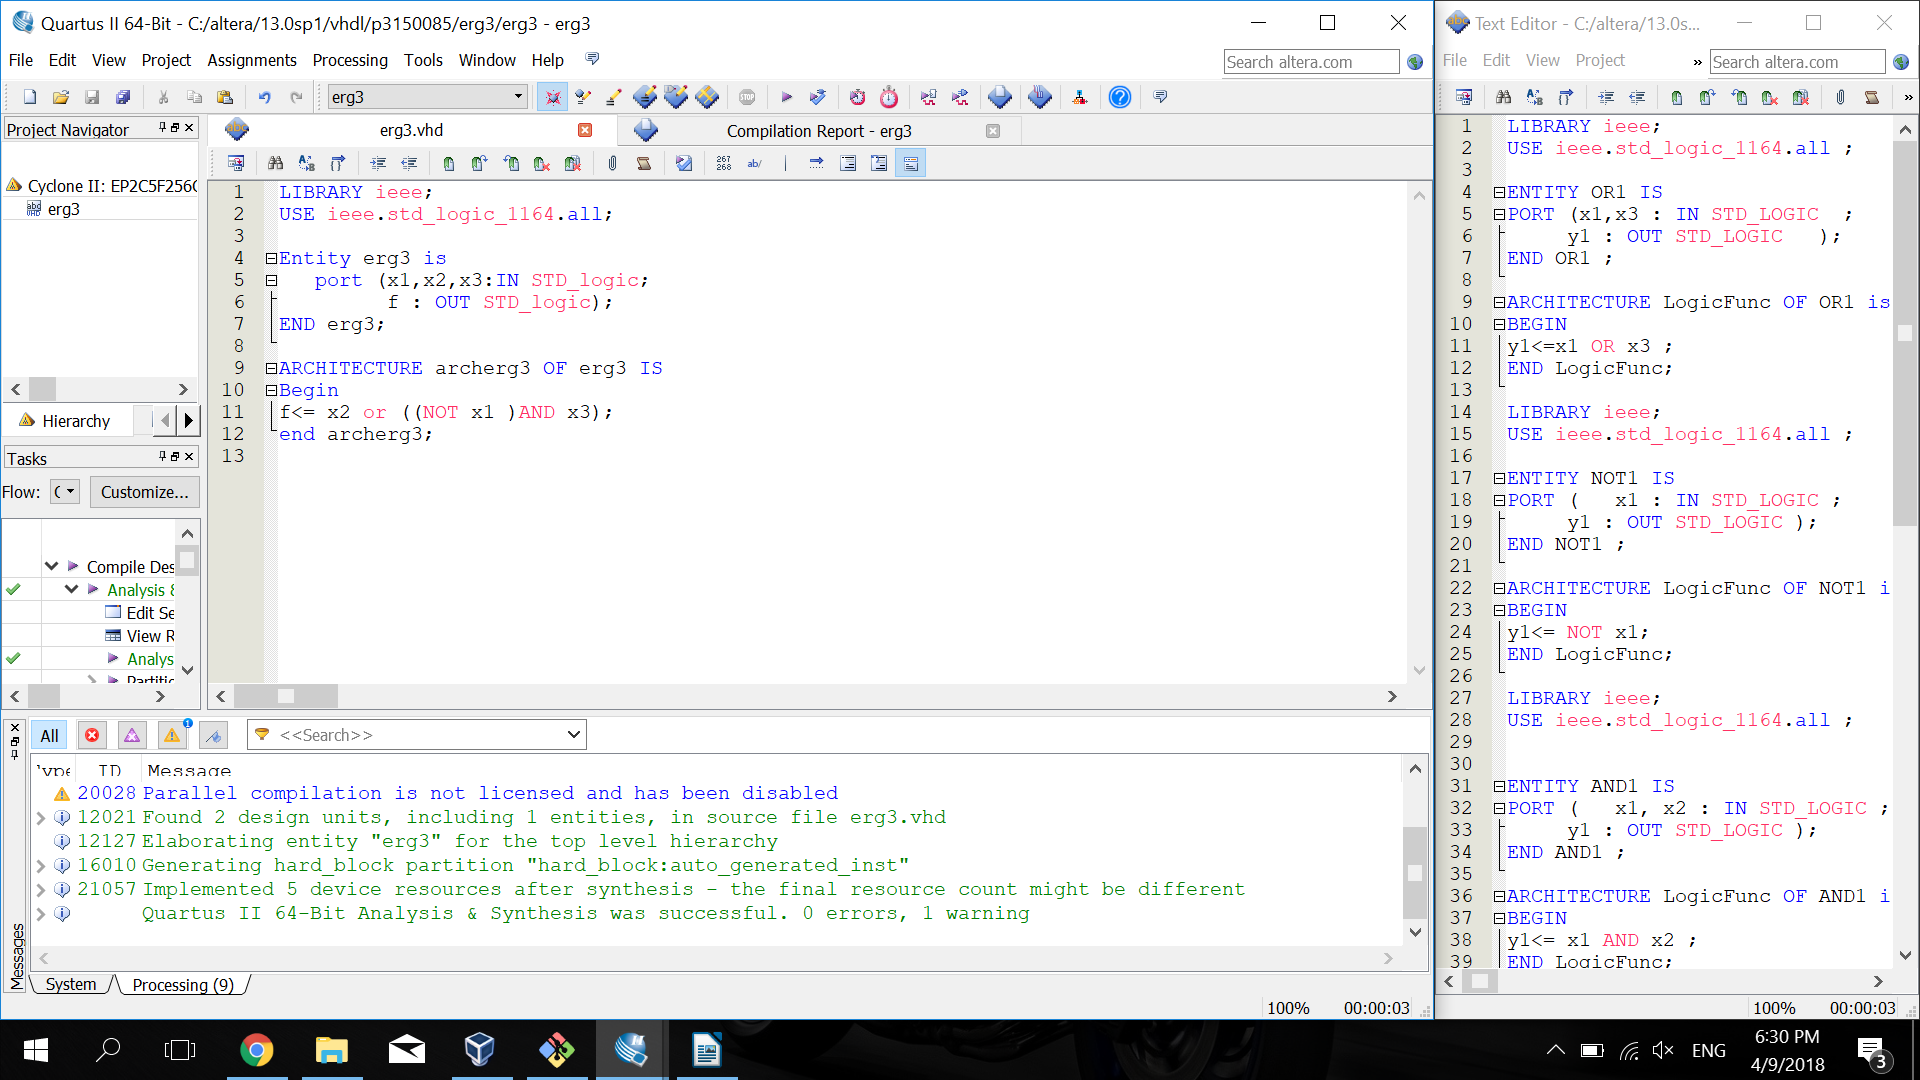 Quartus II 64-Bit - C:/altera/13.0sp1/vhdl/p3150085/erg3/erg3 - erg3
File Edit View Project Assignments Processing Tools Window Help
Search altera.com
erg3
Project Navigator
Cyclone II: EP2C5F256C
erg3
Hierarchy
Tasks
Flow: Customize...
Compile Des
Analysis &
Edit Se
View R
Analys
Partitic
erg3.vhd
Compilation Report - erg3
267
268
ab/
1 LIBRARY ieee;
2 USE ieee.std_logic_1164.all;
3
4 Entity erg3 is
5 port (x1,x2,x3:IN STD_logic;
6 f : OUT STD_logic);
7 END erg3;
8
9 ARCHITECTURE archerg3 OF erg3 IS
10 Begin
11 f<= x2 or ((NOT x1 )AND x3);
12 end archerg3;
13
All
1
<<Search>>
Type ID Message
20028 Parallel compilation is not licensed and has been disabled
12021 Found 2 design units, including 1 entities, in source file erg3.vhd
12127 Elaborating entity "erg3" for the top level hierarchy
16010 Generating hard_block partition "hard_block:auto_generated_inst"
21057 Implemented 5 device resources after synthesis - the final resource count might be different
Quartus II 64-Bit Analysis & Synthesis was successful. 0 errors, 1 warning
Messages
System Processing (9)
100% 00:00:03
Text Editor - C:/altera/13.0s...
File Edit View Project » Search altera.com
»
1 LIBRARY ieee;
2 USE ieee.std_logic_1164.all ;
3
4 ENTITY OR1 IS
5 PORT (x1,x3 : IN STD_LOGIC ;
6 y1 : OUT STD_LOGIC );
7 END OR1 ;
8
9 ARCHITECTURE LogicFunc OF OR1 is
10 BEGIN
11 y1<=x1 OR x3 ;
12 END LogicFunc;
13
14 LIBRARY ieee;
15 USE ieee.std_logic_1164.all ;
16
17 ENTITY NOT1 IS
18 PORT ( x1 : IN STD_LOGIC ;
19 y1 : OUT STD_LOGIC );
20 END NOT1 ;
21
22 ARCHITECTURE LogicFunc OF NOT1 i
23 BEGIN
24 y1<= NOT x1;
25 END LogicFunc;
26
27 LIBRARY ieee;
28 USE ieee.std_logic_1164.all ;
29
30
31 ENTITY AND1 IS
32 PORT ( x1, x2 : IN STD_LOGIC ;
33 y1 : OUT STD_LOGIC );
34 END AND1 ;
35
36 ARCHITECTURE LogicFunc OF AND1 i
37 BEGIN
38 y1<= x1 AND x2 ;
39 END LogicFunc;
100% 00:00:03
ENG
6:30 PM
4/9/2018
3